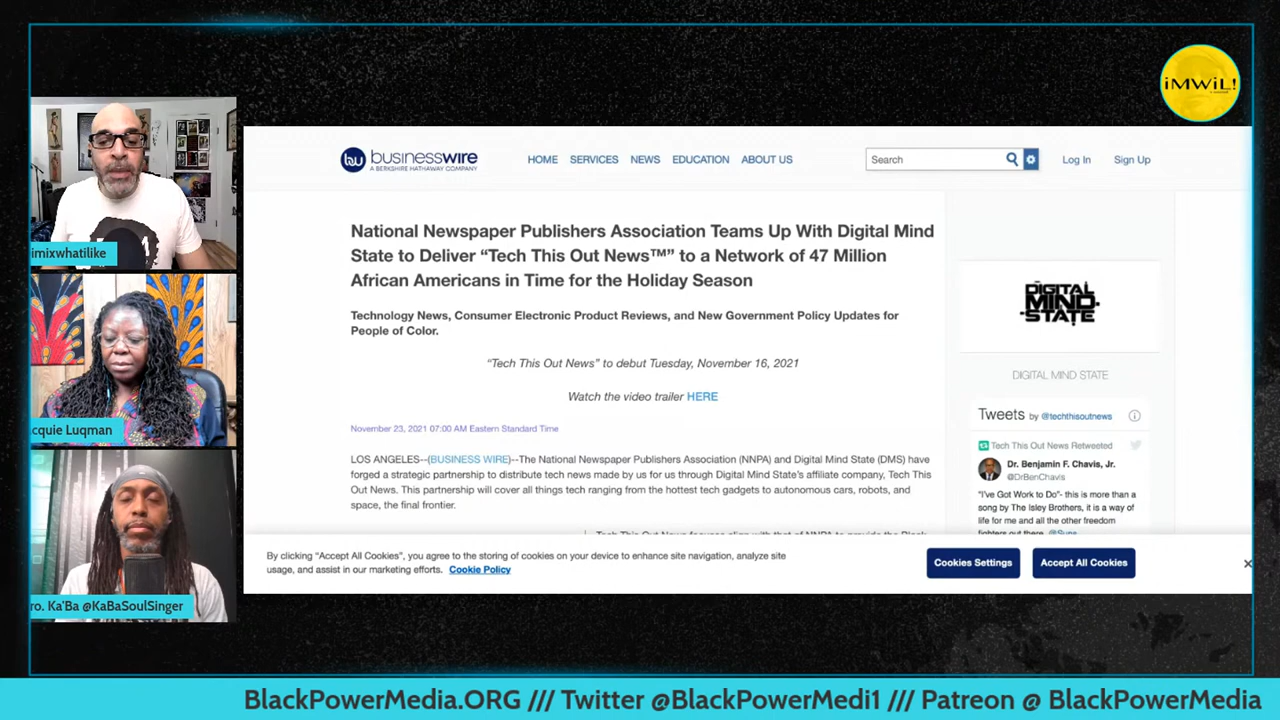 iMWiL!
imixwhatilike
cquie Luqman
ro. Ka'Ba @KaBaSoulSinger
businesswire
A BERKSHIRE HATHAWAY COMPANY
HOME SERVICES NEWS EDUCATION ABOUT US
Search
Log In Sign Up
National Newspaper Publishers Association Teams Up With Digital Mind
State to Deliver “Tech This Out News™” to a Network of 47 Million
African Americans in Time for the Holiday Season
Technology News, Consumer Electronic Product Reviews, and New Government Policy Updates for
People of Color.
“Tech This Out News” to debut Tuesday, November 16, 2021
Watch the video trailer HERE
November 23, 2021 07:00 AM Eastern Standard Time
LOS ANGELES--(BUSINESS WIRE)--The National Newspaper Publishers Association (NNPA) and Digital Mind State (DMS) have
forged a strategic partnership to distribute tech news made by us for us through Digital Mind State’s affiliate company, Tech This
Out News. This partnership will cover all things tech ranging from the hottest tech gadgets to autonomous cars, robots, and
space, the final frontier.
DIGITAL
MIND
STATE
DIGITAL MIND STATE
Tweets by @techthisoutnews
Tech This Out News Retweeted
Dr. Benjamin F. Chavis, Jr.
@DrBenChavis
"I've Got Work to Do"- this is more than a
song by The Isley Brothers, it is a way of
life for me and all the other freedom
fighters out there.
By clicking “Accept All Cookies”, you agree to the storing of cookies on your device to enhance site navigation, analyze site
usage, and assist in our marketing efforts. Cookie Policy
Cookies Settings
Accept All Cookies
BlackPowerMedia.ORG /// Twitter @BlackPowerMedi1 /// Patreon @ BlackPowerMedia